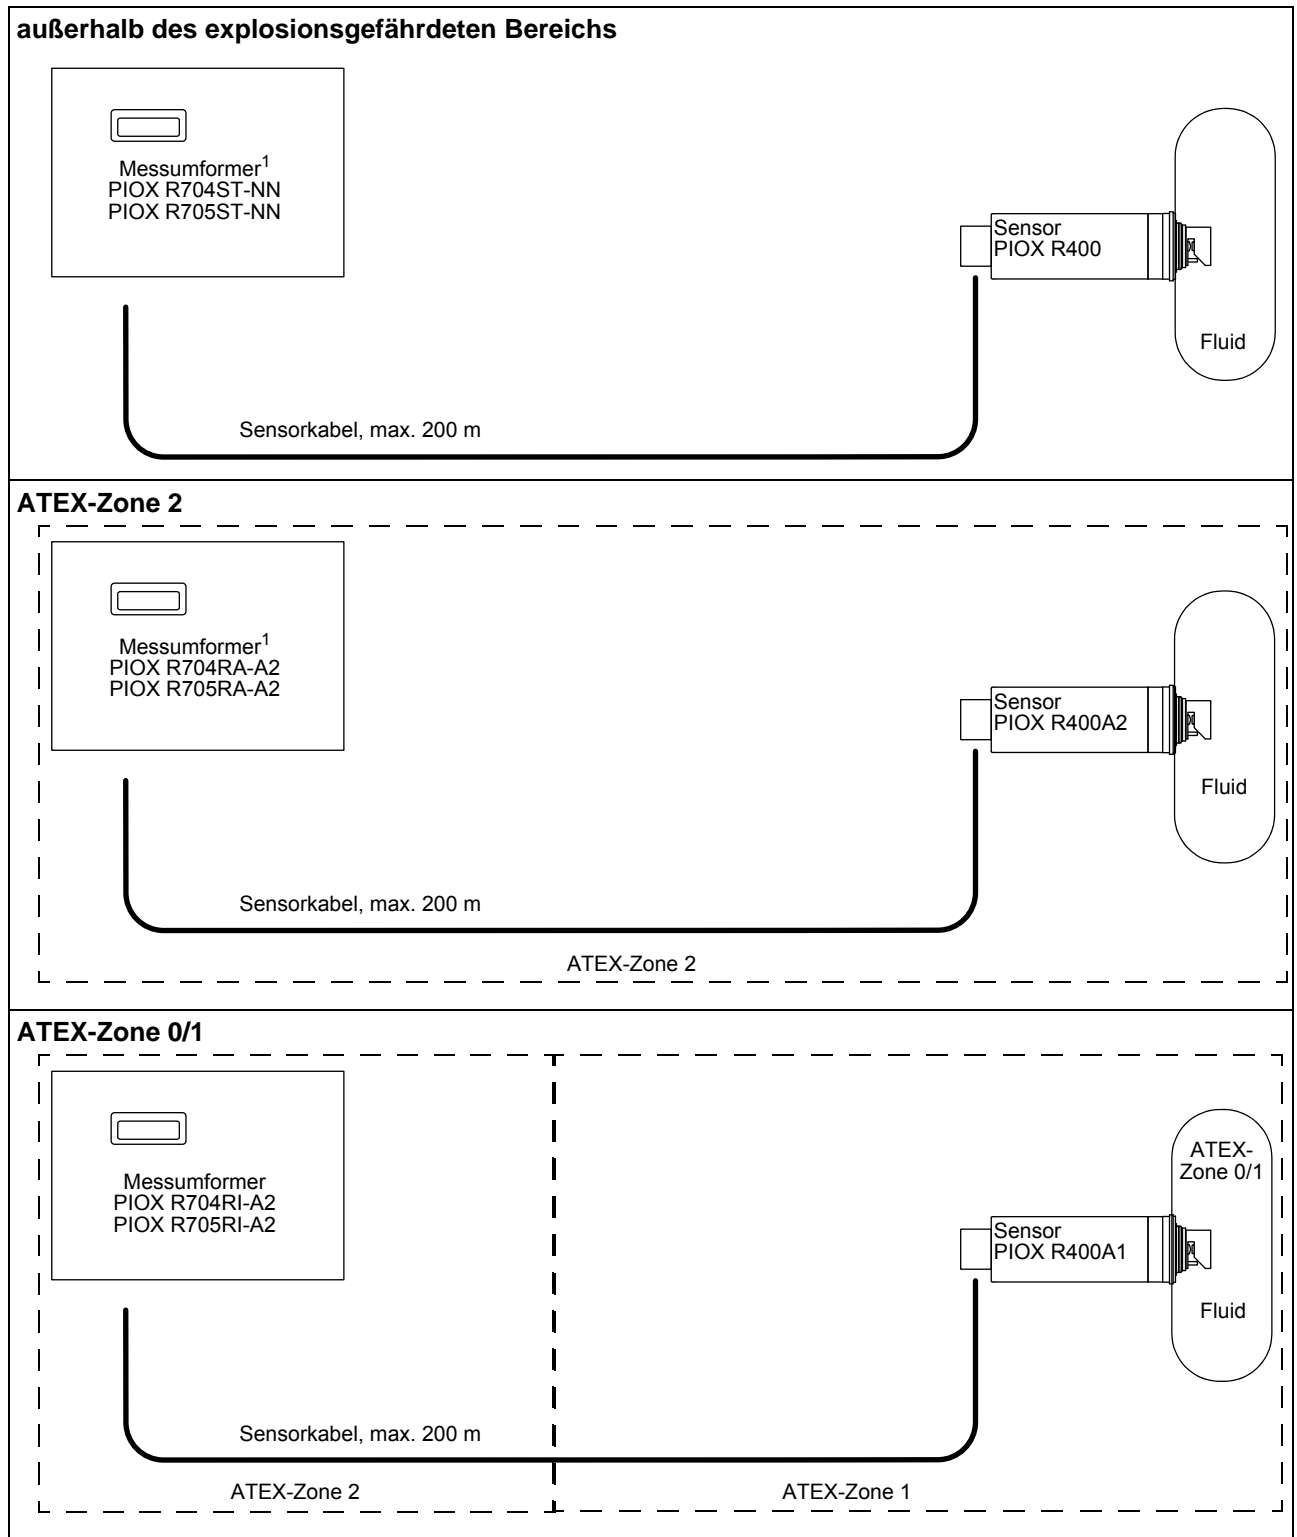 außerhalb des explosionsgefährdeten Bereichs
Messumformer¹
PIOX R704ST-NN
PIOX R705ST-NN
Sensor
PIOX R400
Fluid
Sensorkabel, max. 200 m
ATEX-Zone 2
Messumformer¹
PIOX R704RA-A2
PIOX R705RA-A2
Sensor
PIOX R400A2
Fluid
Sensorkabel, max. 200 m
ATEX-Zone 2
ATEX-Zone 0/1
Messumformer
PIOX R704RI-A2
PIOX R705RI-A2
ATEX-
Zone 0/1
Sensor
PIOX R400A1
Fluid
Sensorkabel, max. 200 m
ATEX-Zone 2
ATEX-Zone 1